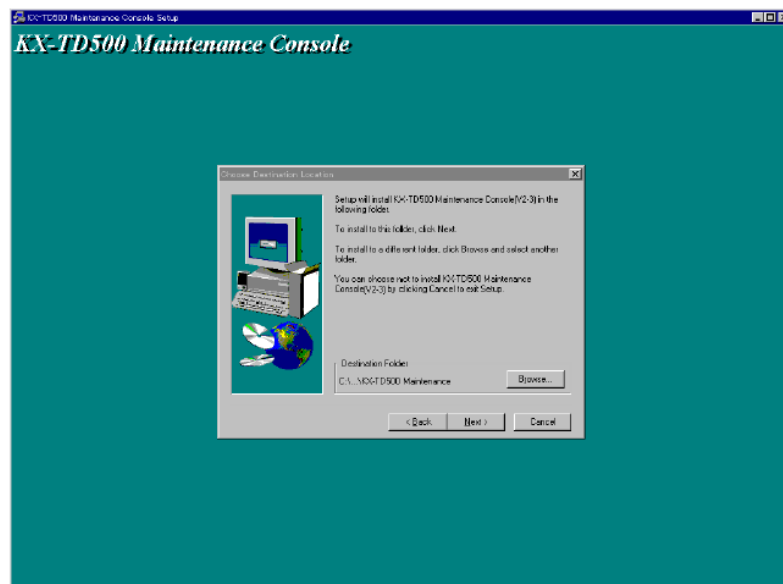 KX-TD500 Maintenance Console Setup
KX-TD500 Maintenance Console
Choose Destination Location
Setup will install KX-TD500 Maintenance Console(V2-3) in the
following folder.
To install to this folder, click Next.
To install to a different folder, click Browse and select another
folder.
You can choose not to install KX-TD500 Maintenance
Console(V2-3) by clicking Cancel to exit Setup.
Destination Folder
C:\...\KX-TD500 Maintenance
Browse...
< Back
Next >
Cancel